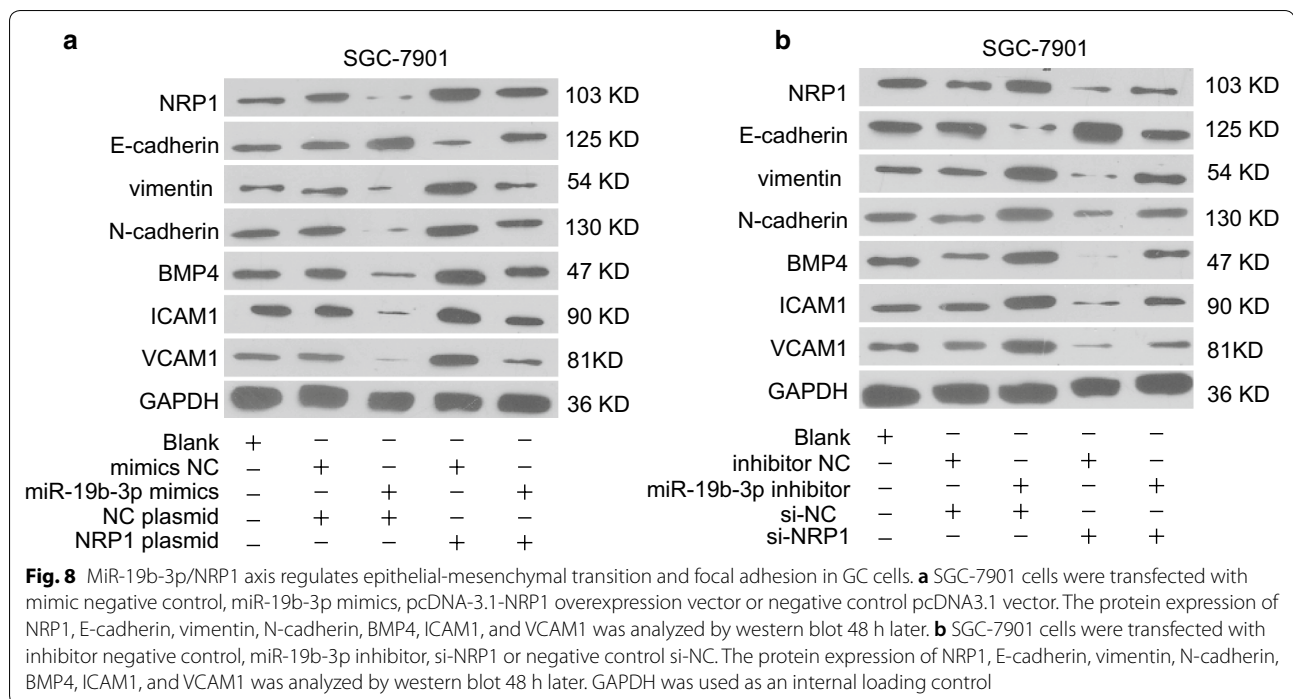 a
SGC-7901
NRP1 103 KD
E-cadherin 125 KD
vimentin 54 KD
N-cadherin 130 KD
BMP4 47 KD
ICAM1 90 KD
VCAM1 81KD
GAPDH 36 KD
Blank + – – – –
mimics NC – + – + –
miR-19b-3p mimics – – + – +
NC plasmid – + + – –
NRP1 plasmid – – – + +
b
SGC-7901
NRP1 103 KD
E-cadherin 125 KD
vimentin 54 KD
N-cadherin 130 KD
BMP4 47 KD
ICAM1 90 KD
VCAM1 81KD
GAPDH 36 KD
Blank + – – – –
inhibitor NC – + – + –
miR-19b-3p inhibitor – – + – +
si-NC – + + – –
si-NRP1 – – – + +
Fig. 8 MiR-19b-3p/NRP1 axis regulates epithelial-mesenchymal transition and focal adhesion in GC cells. a SGC-7901 cells were transfected with
mimic negative control, miR-19b-3p mimics, pcDNA-3.1-NRP1 overexpression vector or negative control pcDNA3.1 vector. The protein expression of
NRP1, E-cadherin, vimentin, N-cadherin, BMP4, ICAM1, and VCAM1 was analyzed by western blot 48 h later. b SGC-7901 cells were transfected with
inhibitor negative control, miR-19b-3p inhibitor, si-NRP1 or negative control si-NC. The protein expression of NRP1, E-cadherin, vimentin, N-cadherin,
BMP4, ICAM1, and VCAM1 was analyzed by western blot 48 h later. GAPDH was used as an internal loading control